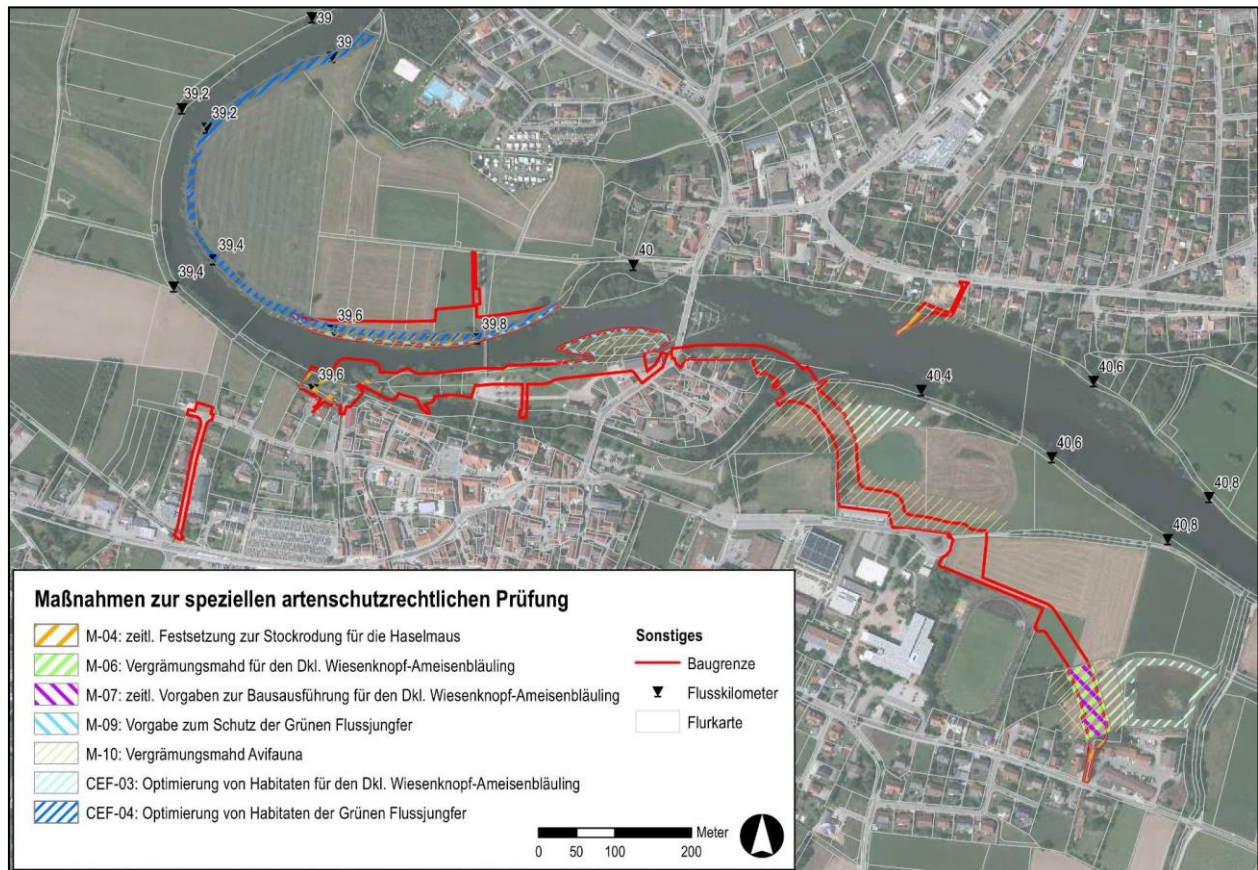 39
39
39,2
39,2
39,4
39,4
40
39,6
39,8
39,6
40,4
40,6
40,6
40,8
40,8
Maßnahmen zur speziellen artenschutzrechtlichen Prüfung
M-04: zeitl. Festsetzung zur Stockrodung für die Haselmaus
M-06: Vergrämungsmahd für den Dkl. Wiesenknopf-Ameisenbläuling
M-07: zeitl. Vorgaben zur Bausausführung für den Dkl. Wiesenknopf-Ameisenbläuling
M-09: Vorgabe zum Schutz der Grünen Flussjungfer
M-10: Vergrämungsmahd Avifauna
CEF-03: Optimierung von Habitaten für den Dkl. Wiesenknopf-Ameisenbläuling
CEF-04: Optimierung von Habitaten der Grünen Flussjungfer
Sonstiges
Baugrenze
Flusskilometer
Flurkarte
Meter
0 50 100 200